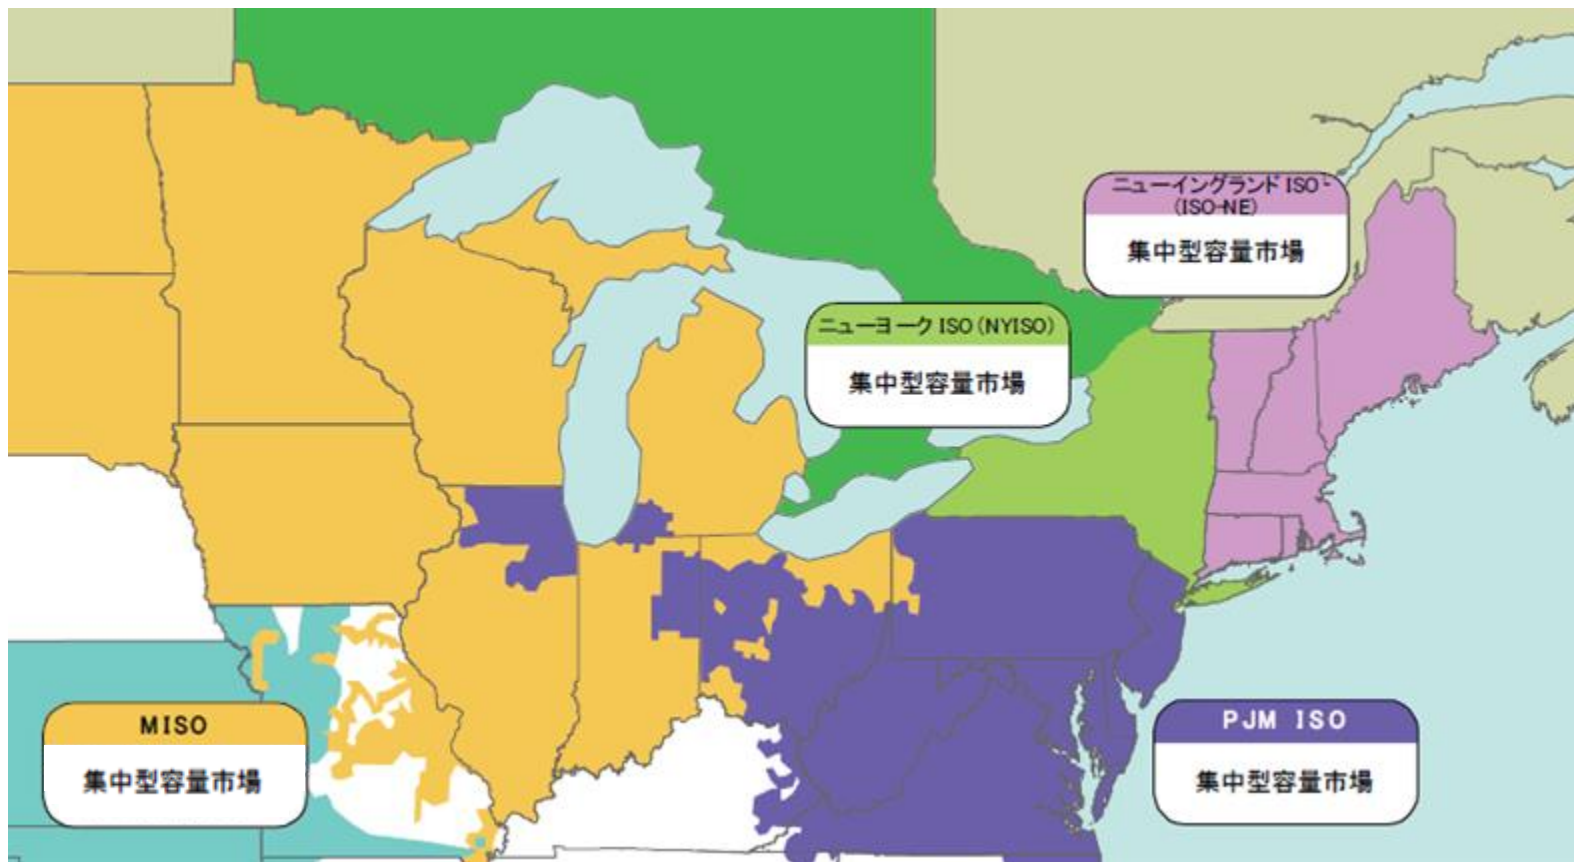 ニューイングランド ISO-
(ISO-NE)
集中型容量市場
ニューヨーク ISO (NYISO)
集中型容量市場
MISO
集中型容量市場
PJM ISO
集中型容量市場